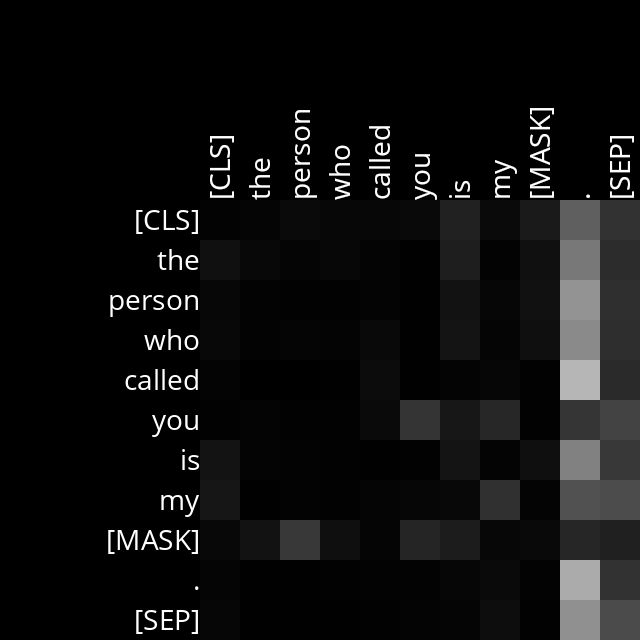 [CLS] the person who called you is my [MASK] . [SEP]
[CLS]
the
person
who
called
you
is
my
[MASK]
.
[SEP]